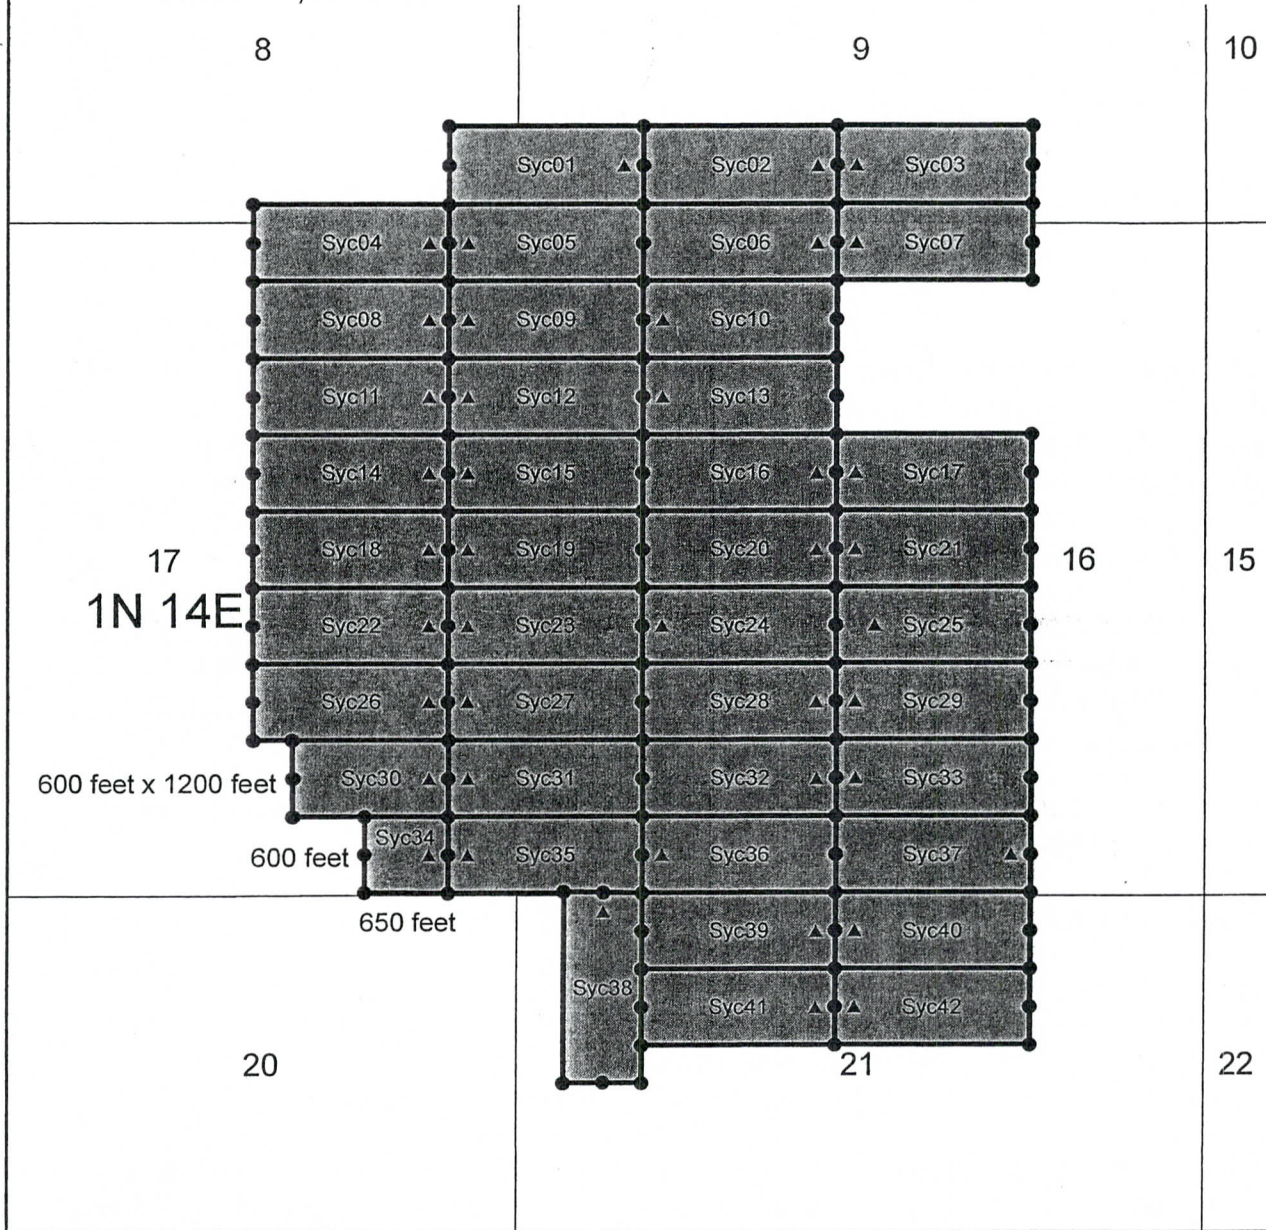 8 9 10
Syc01 Syc02 Syc03
Syc04 Syc05 Syc06 Syc07
Syc08 Syc09 Syc10
Syc11 Syc12 Syc13
Syc14 Syc15 Syc16 Syc17
17 Syc18 Syc19 Syc20 Syc21 16 15
1N 14E Syc22 Syc23 Syc24 Syc25
Syc26 Syc27 Syc28 Syc29
600 feet x 1200 feet Syc30 Syc31 Syc32 Syc33
600 feet Syc34 Syc35 Syc36 Syc37
650 feet Syc39 Syc40
Syc38 Syc41 Syc42
20 21 22